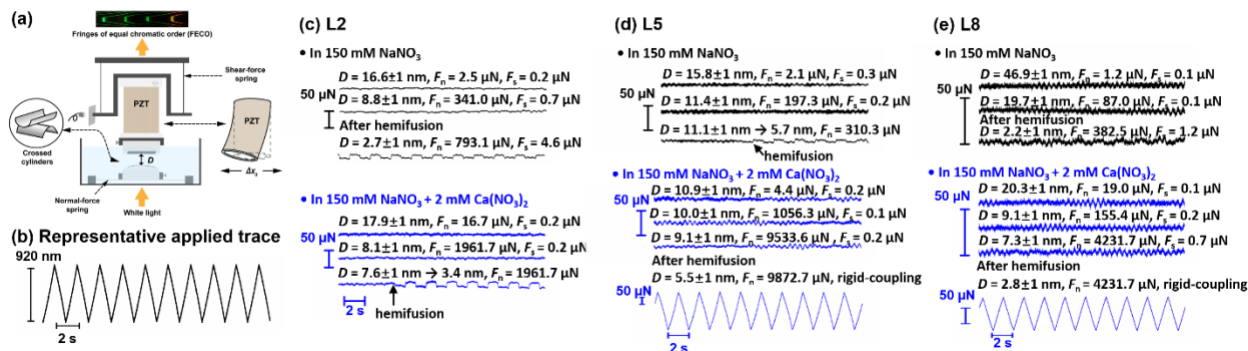 (a)
Fringes of equal chromatic order (FECO)
Shear-force
spring
PZT
PZT
Crossed
cylinders
D
Normal-force
spring
White light
Δxₛ
(b) Representative applied trace
920 nm
2 s
(c) L2
• In 150 mM NaNO₃
D = 16.6±1 nm, Fₙ = 2.5 µN, Fₛ = 0.2 µN
50 µN
D = 8.8±1 nm, Fₙ = 341.0 µN, Fₛ = 0.7 µN
After hemifusion
D = 2.7±1 nm, Fₙ = 793.1 µN, Fₛ = 4.6 µN
• In 150 mM NaNO₃ + 2 mM Ca(NO₃)₂
D = 17.9±1 nm, Fₙ = 16.7 µN, Fₛ = 0.2 µN
50 µN
D = 8.1±1 nm, Fₙ = 1961.7 µN, Fₛ = 0.2 µN
D = 7.6±1 nm → 3.4 nm, Fₙ = 1961.7 µN
2 s
hemifusion
(d) L5
• In 150 mM NaNO₃
D = 15.8±1 nm, Fₙ = 2.1 µN, Fₛ = 0.3 µN
50 µN
D = 11.4±1 nm, Fₙ = 197.3 µN, Fₛ = 0.2 µN
D = 11.1±1 nm → 5.7 nm, Fₙ = 310.3 µN
hemifusion
• In 150 mM NaNO₃ + 2 mM Ca(NO₃)₂
D = 10.9±1 nm, Fₙ = 4.4 µN, Fₛ = 0.2 µN
50 µN
D = 10.0±1 nm, Fₙ = 1056.3 µN, Fₛ = 0.1 µN
D = 9.1±1 nm, Fₙ = 9533.6 µN , Fₛ = 0.2 µN
After hemifusion
D = 5.5±1 nm, Fₙ = 9872.7 µN, rigid-coupling
50 µN
2 s
(e) L8
• In 150 mM NaNO₃
D = 46.9±1 nm, Fₙ = 1.2 µN, Fₛ = 0.1 µN
50 µN
D = 19.7±1 nm, Fₙ = 87.0 µN, Fₛ = 0.1 µN
After hemifusion
D = 2.2±1 nm, Fₙ = 382.5 µN, Fₛ = 1.2 µN
• In 150 mM NaNO₃ + 2 mM Ca(NO₃)₂
D = 20.3±1 nm, Fₙ = 19.0 µN, Fₛ = 0.1 µN
50 µN
D = 9.1±1 nm, Fₙ = 155.4 µN, Fₛ = 0.2 µN
D = 7.3±1 nm, Fₙ = 4231.7 µN, Fₛ = 0.7 µN
After hemifusion
D = 2.8±1 nm, Fₙ = 4231.7 µN, rigid-coupling
50 µN
2 s